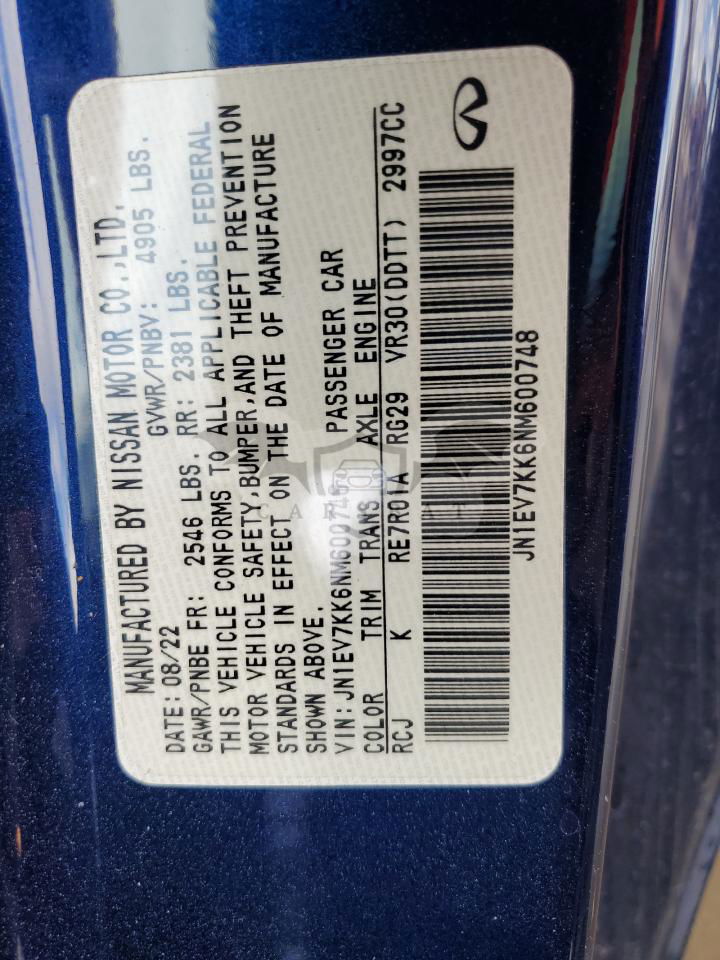 MANUFACTURED BY NISSAN MOTOR CO.,LTD.
DATE: 08/22 GVWR/PNBV: 4905 LBS.
GAWR/PNBE FR: 2546 LBS. RR: 2381 LBS.
THIS VEHICLE CONFORMS TO ALL APPLICABLE FEDERAL
MOTOR VEHICLE SAFETY,BUMPER,AND THEFT PREVENTION
STANDARDS IN EFFECT ON THE DATE OF MANUFACTURE
SHOWN ABOVE.
VIN: JN1EV7KK6NM600748 PASSENGER CAR
COLOR TRIM TRANS AXLE ENGINE
RCJ K RE7R01A RG29 VR30(DDTT) 2997CC
JN1EV7KK6NM600748